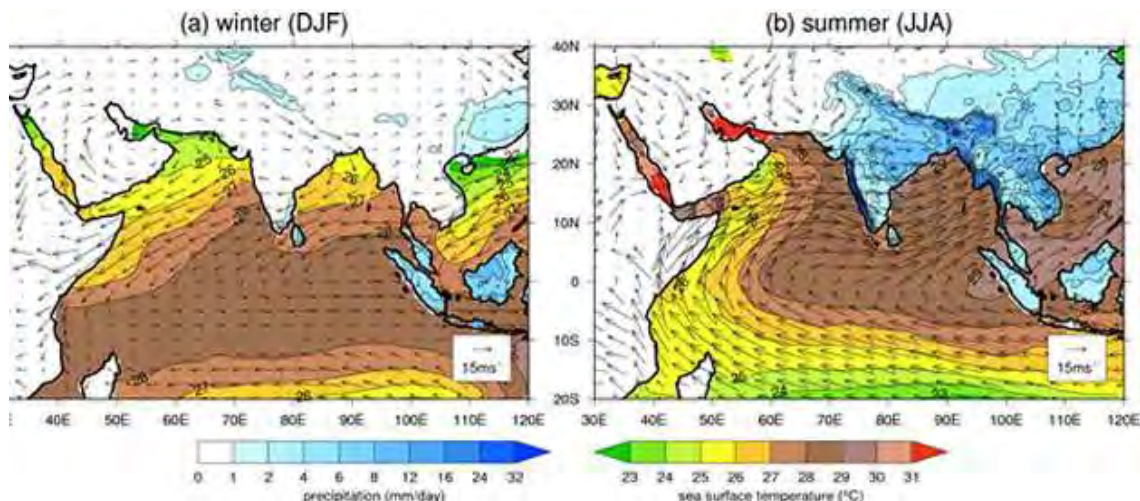 (a) winter (DJF)
(b) summer (JJA)
40N
30N
20N
10N
0
10S
20S
15ms⁻
15ms⁻
40E 50E 60E 70E 80E 90E 100E 110E 120E
30E 40E 50E 60E 70E 80E 90E 100E 110E 120E
0 1 2 4 6 8 12 16 24 32
23 24 25 26 27 28 29 30 31
precipitation (mm/day)
sea surface temperature (°C)